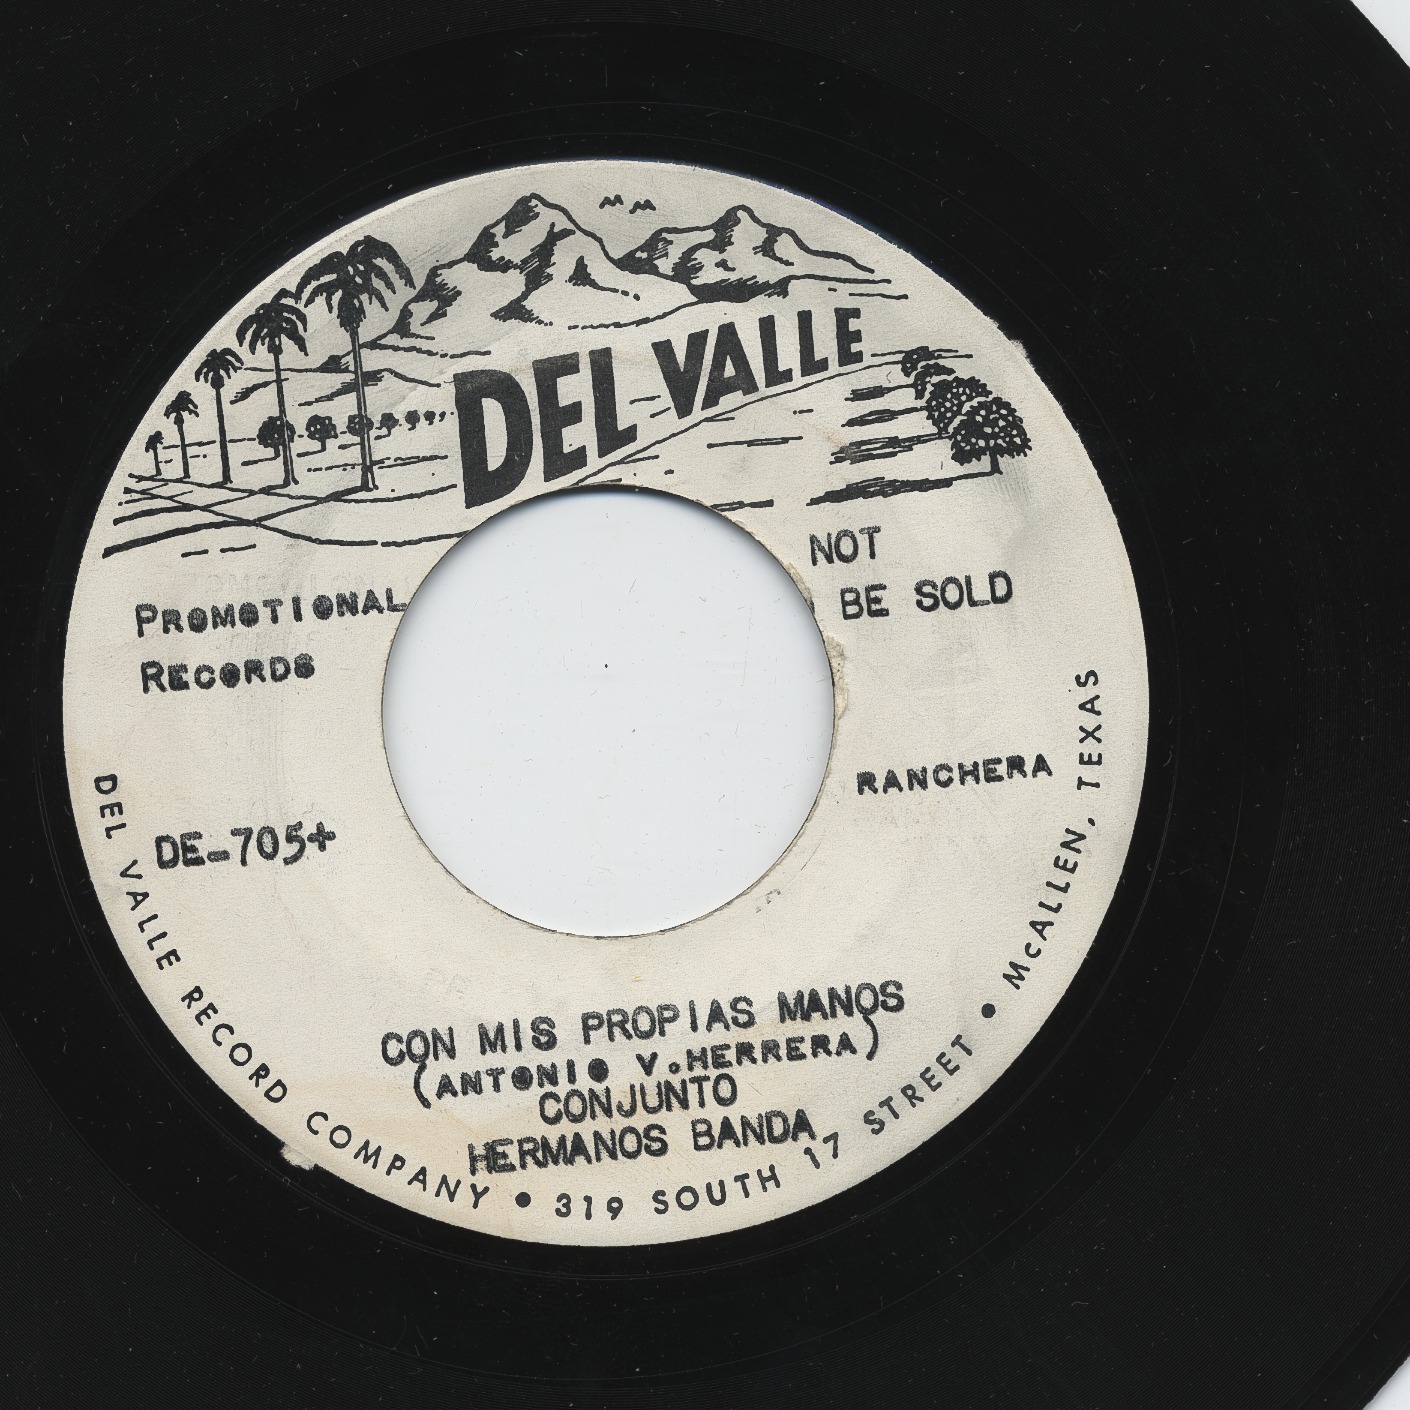 DEL VALLE
NOT
BE SOLD
PROMOTIONAL
RECORDS
RANCHERA
DE-705+
CON MIS PROPIAS MANOS
(ANTONIO V. HERRERA)
CONJUNTO
HERMANOS BANDA
DEL VALLE RECORD COMPANY • 319 SOUTH 17 STREET • McALLEN, TEXAS